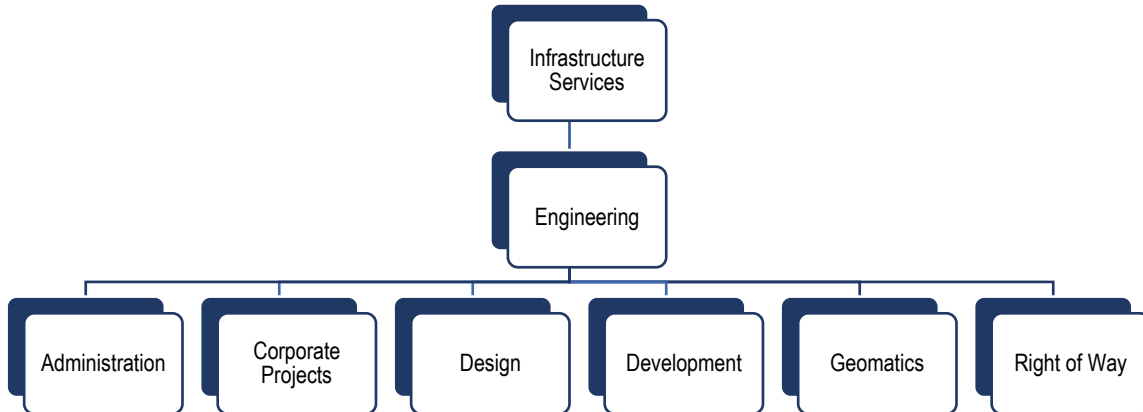 Infrastructure
Services
Engineering
Administration
Corporate
Projects
Design
Development
Geomatics
Right of Way